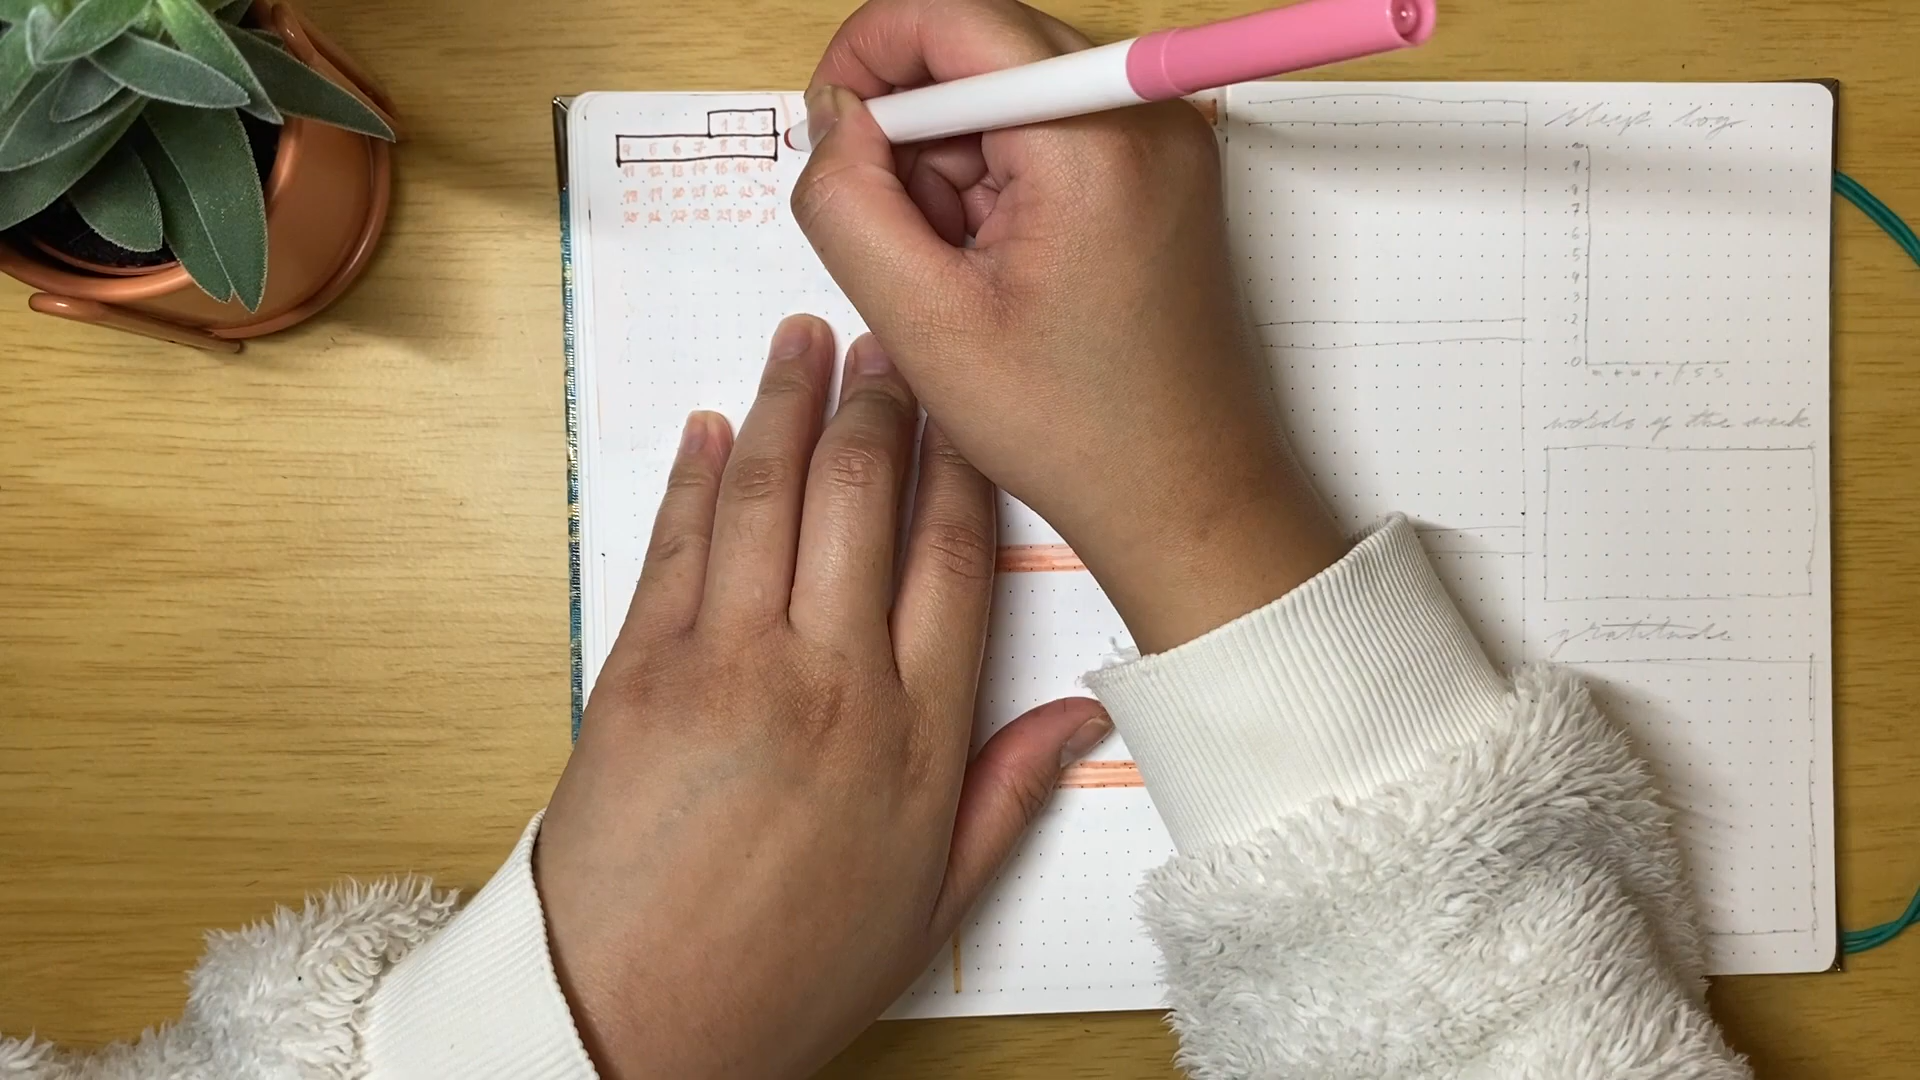 1 2 3
4 5 6 7 8 9 10
11 12 13 14 15 16 17
18 19 20 21 22 23 24
25 26 27 28 29 30 31
Sleep log
9
8
7
6
5
4
3
2
1
0
m t w t f s s
words of the week
gratitude